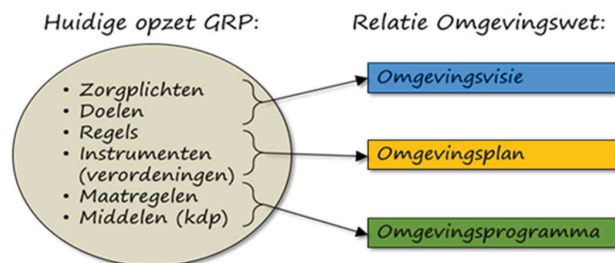 Huidige opzet GRP:
Relatie Omgevingswet:
• Zorgplichten
• Doelen
• Regels
• Instrumenten
(verordeningen)
• Maatregelen
• Middelen (kdp)
Omgevingsvisie
Omgevingsplan
Omgevingsprogramma